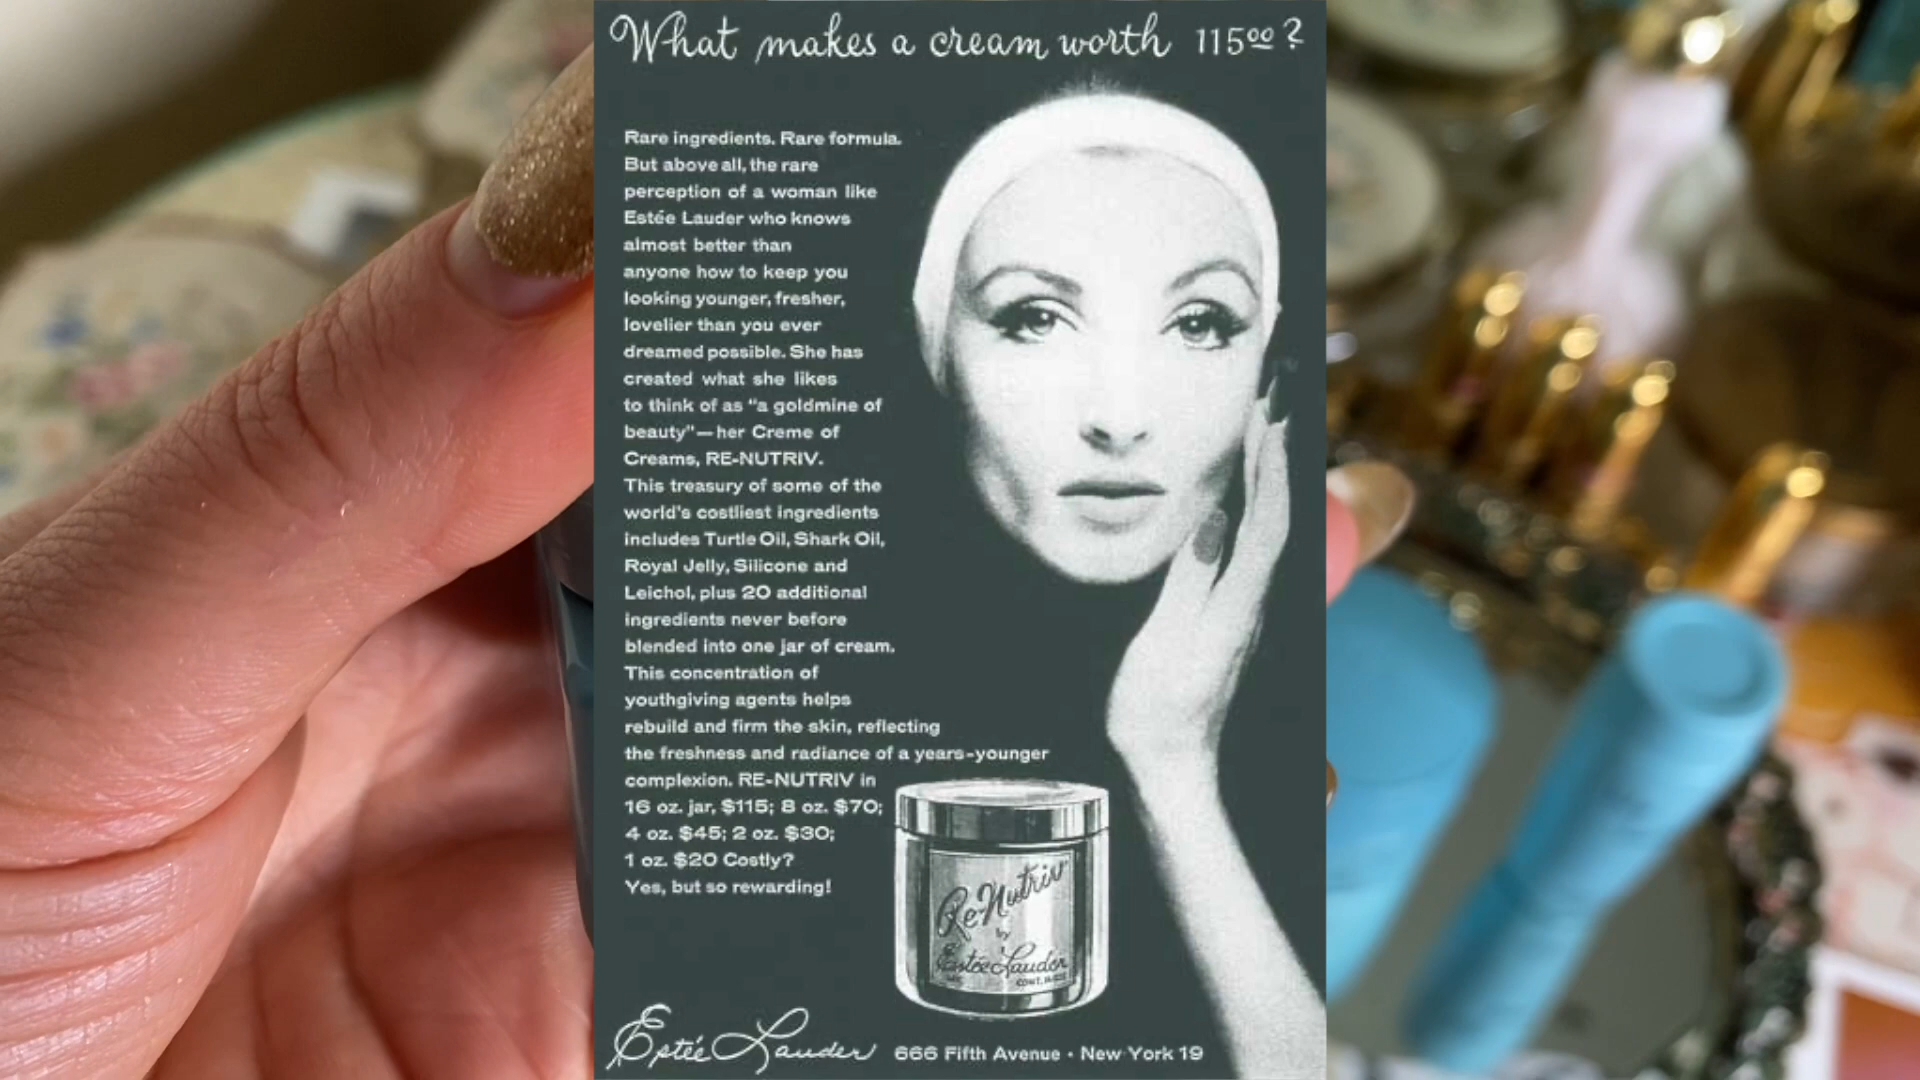 What makes a cream worth 115⁰⁰?
Rare ingredients. Rare formula.
But above all, the rare
perception of a woman like
Estée Lauder who knows
almost better than
anyone how to keep you
looking younger, fresher,
lovelier than you ever
dreamed possible. She has
created what she likes
to think of as "a goldmine of
beauty"—her Creme of
Creams, RE-NUTRIV.
This treasury of some of the
world's costliest ingredients
includes Turtle Oil, Shark Oil,
Royal Jelly, Silicone and
Leichol, plus 20 additional
ingredients never before
blended into one jar of cream.
This concentration of
youthgiving agents helps
rebuild and firm the skin, reflecting
the freshness and radiance of a years-younger
complexion. RE-NUTRIV in
16 oz. jar, $115; 8 oz. $70;
4 oz. $45; 2 oz. $30;
1 oz. $20 Costly?
Yes, but so rewarding!
Re-Nutriv
by
Estée Lauder
Estée Lauder 666 Fifth Avenue • New York 19